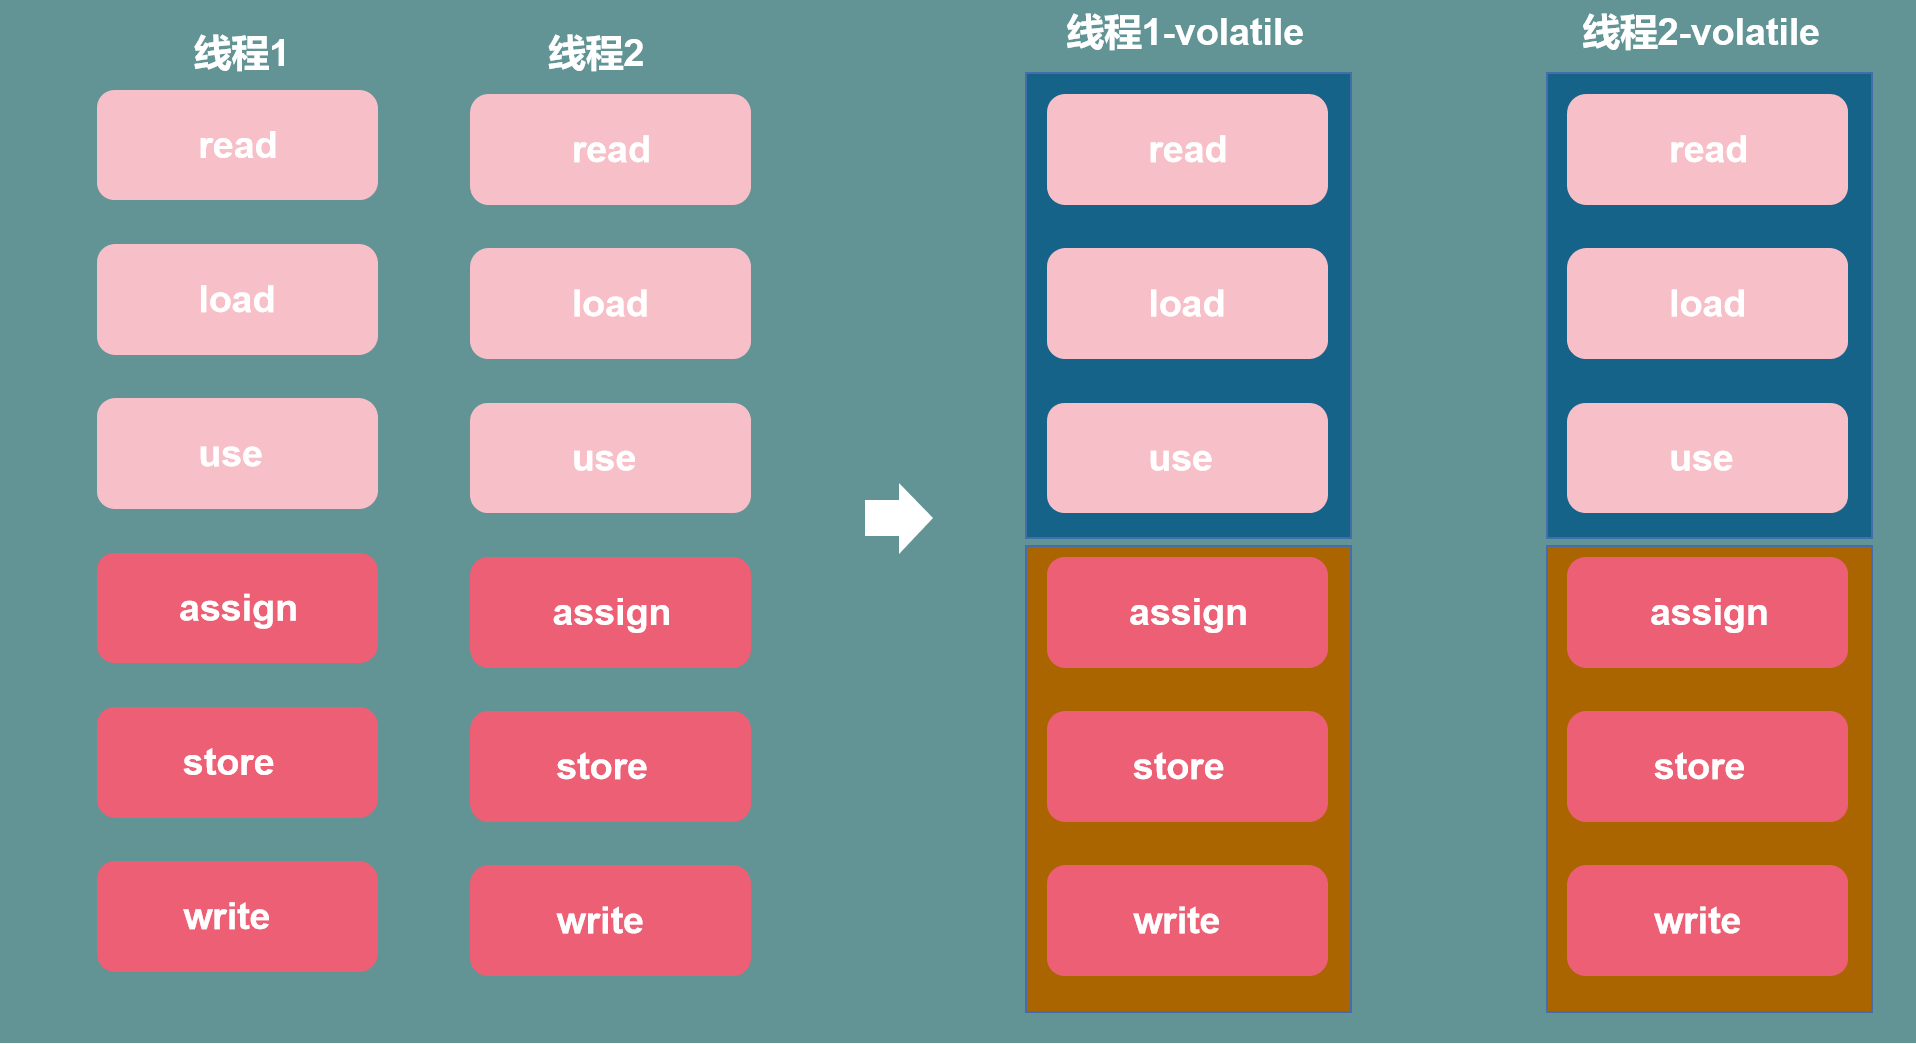 线程1
read
load
use
assign
store
write
线程2
read
load
use
assign
store
write
线程1-volatile
read
load
use
assign
store
write
线程2-volatile
read
load
use
assign
store
write